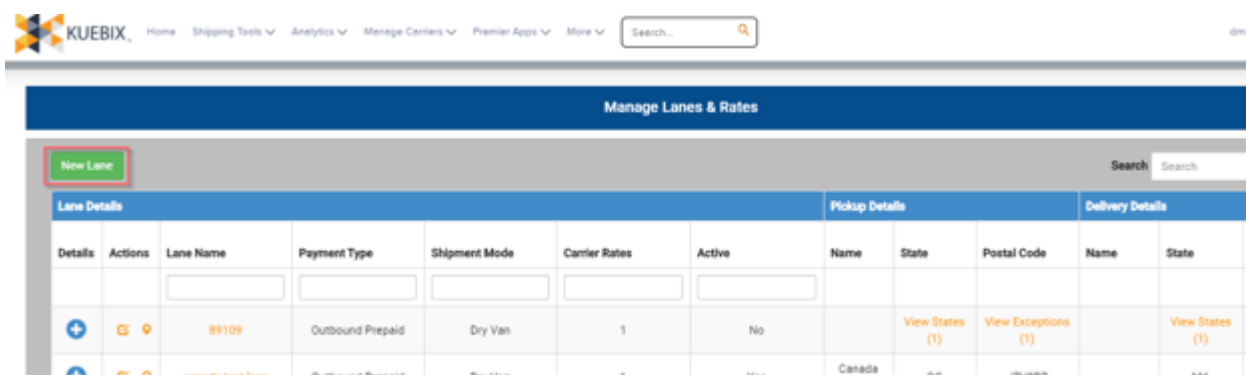 KUEBIX Home Shipping Tools Analytics Manage Carriers Premier Apps More Search...
Manage Lanes & Rates
New Lane Search Search
Lane Details Pickup Details Delivery Details
Details Actions Lane Name Payment Type Shipment Mode Carrier Rates Active Name State Postal Code Name State
89109 Outbound Prepaid Dry Van 1 No View States (1) View Exceptions (1) View States (1)
Canada